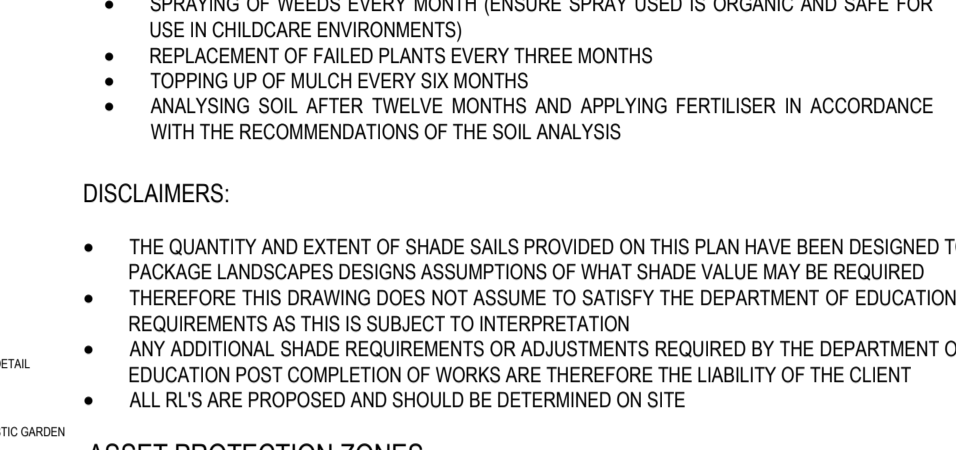 • SPRAYING OF WEEDS EVERY MONTH (ENSURE SPRAY USED IS ORGANIC AND SAFE FOR
USE IN CHILDCARE ENVIRONMENTS)
• REPLACEMENT OF FAILED PLANTS EVERY THREE MONTHS
• TOPPING UP OF MULCH EVERY SIX MONTHS
• ANALYSING SOIL AFTER TWELVE MONTHS AND APPLYING FERTILISER IN ACCORDANCE
WITH THE RECOMMENDATIONS OF THE SOIL ANALYSIS
DISCLAIMERS:
• THE QUANTITY AND EXTENT OF SHADE SAILS PROVIDED ON THIS PLAN HAVE BEEN DESIGNED TO
PACKAGE LANDSCAPES DESIGNS ASSUMPTIONS OF WHAT SHADE VALUE MAY BE REQUIRED
• THEREFORE THIS DRAWING DOES NOT ASSUME TO SATISFY THE DEPARTMENT OF EDUCATION
REQUIREMENTS AS THIS IS SUBJECT TO INTERPRETATION
• ANY ADDITIONAL SHADE REQUIREMENTS OR ADJUSTMENTS REQUIRED BY THE DEPARTMENT O
ETAIL
EDUCATION POST COMPLETION OF WORKS ARE THEREFORE THE LIABILITY OF THE CLIENT
• ALL RL'S ARE PROPOSED AND SHOULD BE DETERMINED ON SITE
TIC GARDEN
ASSET PROTECTION ZONES